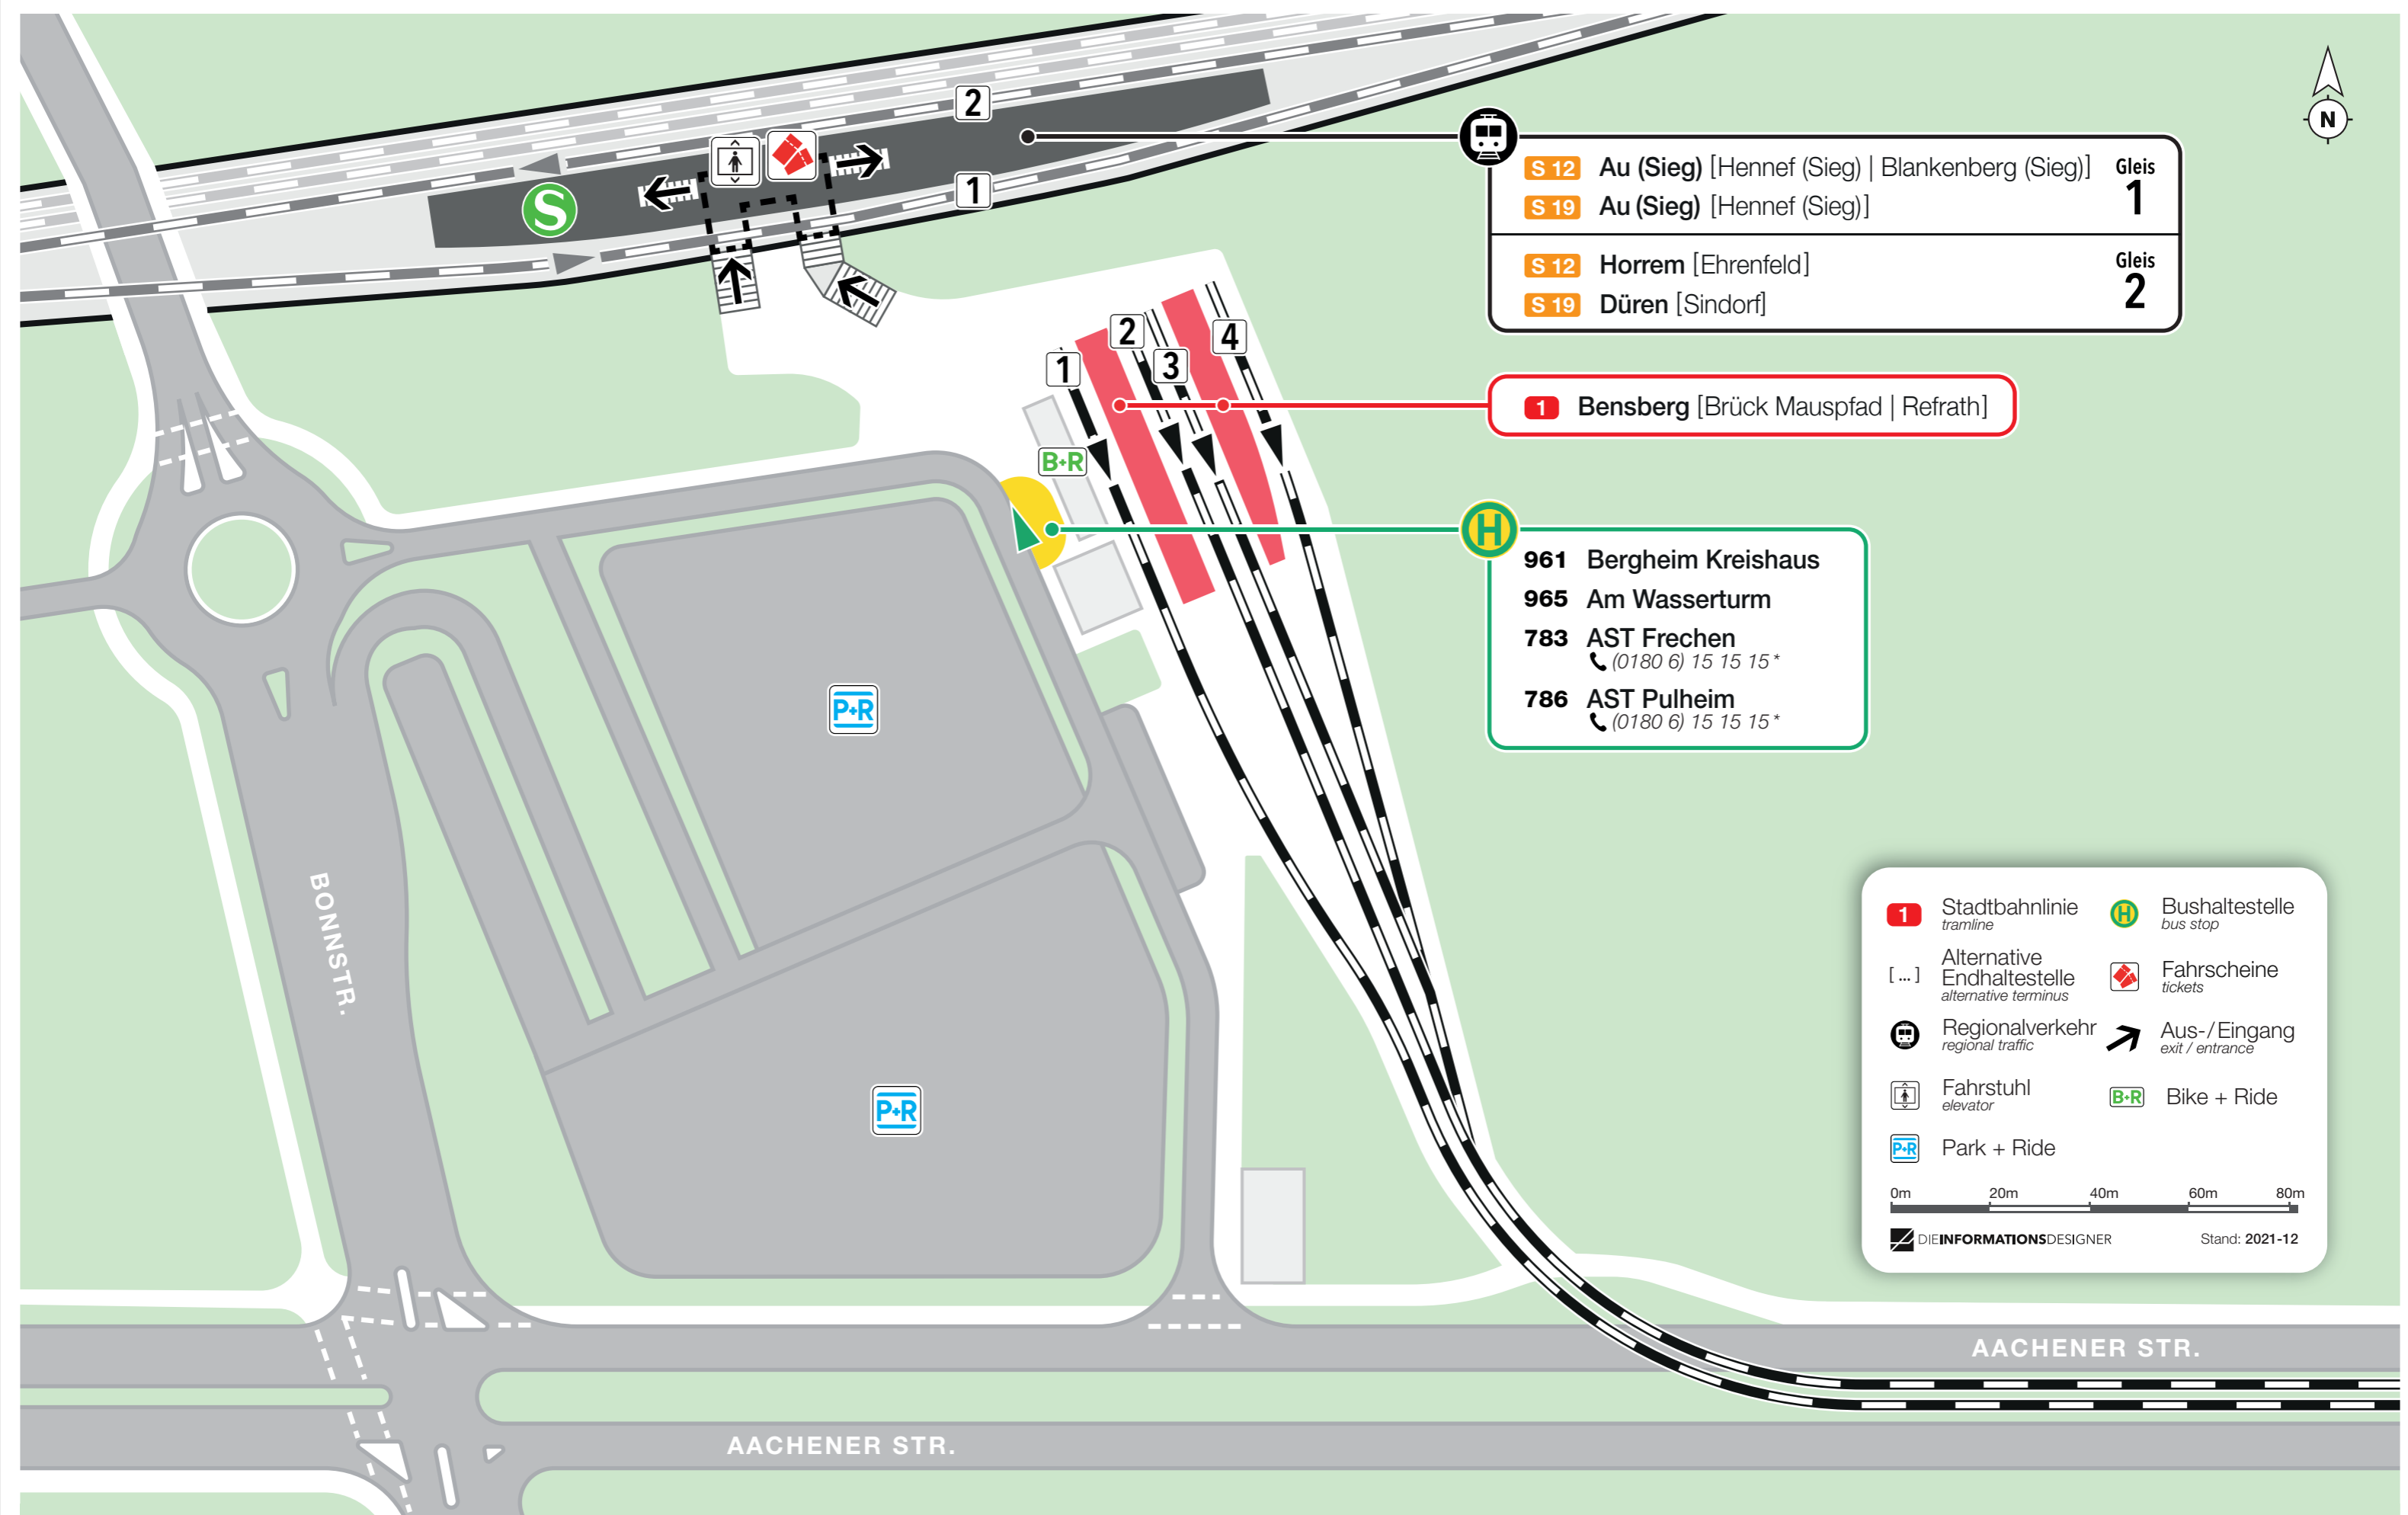 N
2
1
S
S 12 Au (Sieg) [Hennef (Sieg) | Blankenberg (Sieg)]
S 19 Au (Sieg) [Hennef (Sieg)]
Gleis
1
S 12 Horrem [Ehrenfeld]
S 19 Düren [Sindorf]
Gleis
2
1
2
3
4
1 Bensberg [Brück Mauspfad | Refrath]
B+R
H
961 Bergheim Kreishaus
965 Am Wasserturm
783 AST Frechen
(0180 6) 15 15 15*
786 AST Pulheim
(0180 6) 15 15 15*
P+R
P+R
BONNSTR.
AACHENER STR.
AACHENER STR.
1 Stadtbahnlinie
tramline
[ ... ] Alternative
Endhaltestelle
alternative terminus
Regionalverkehr
regional traffic
Fahrstuhl
elevator
P+R Park + Ride
H Bushaltestelle
bus stop
Fahrscheine
tickets
Aus-/Eingang
exit / entrance
B+R Bike + Ride
0m 20m 40m 60m 80m
DIEINFORMATIONSDESIGNER
Stand: 2021-12